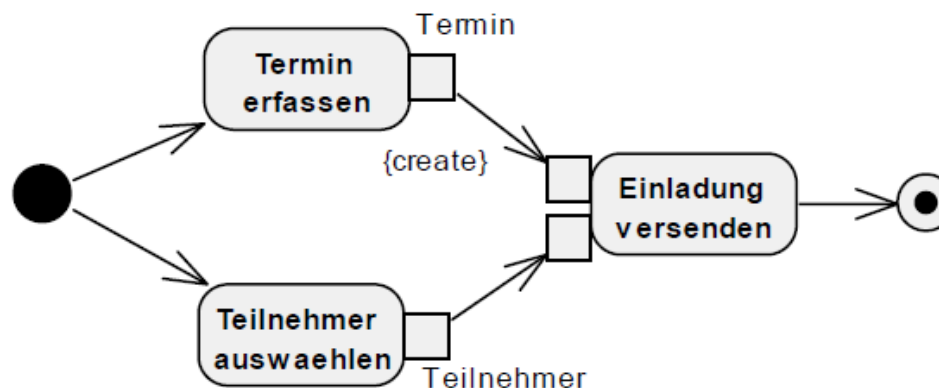 Termin
Termin
erfassen
{create}
Einladung
versenden
Teilnehmer
auswaehlen
Teilnehmer